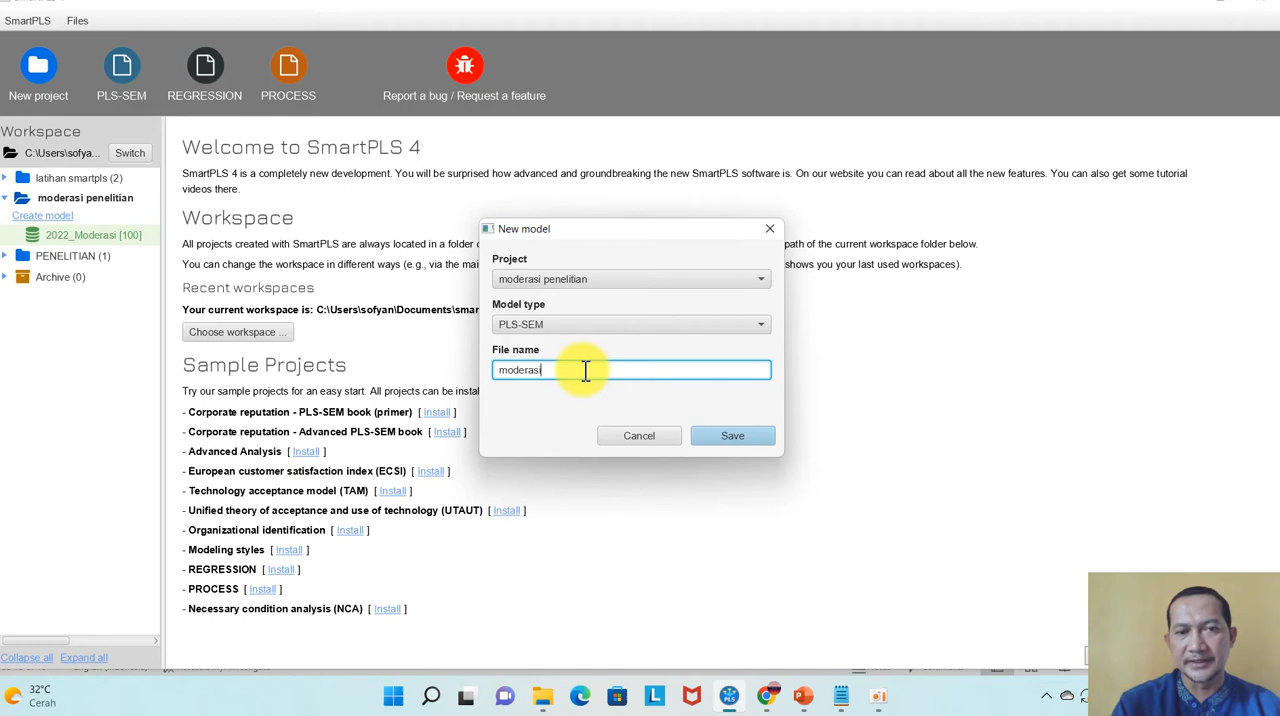 SmartPLS Files
New project PLS-SEM REGRESSION PROCESS Report a bug / Request a feature
Workspace
C:\Users\sofya... Switch
latihan smartpls (2)
moderasi penelitian
Create model
2022_Moderasi [100]
PENELITIAN (1)
Archive (0)
Collapse all Expand all
Welcome to SmartPLS 4
SmartPLS 4 is a completely new development. You will be surprised how advanced and groundbreaking the new SmartPLS software is. On our website you can read about all the new features. You can also get some tutorial
videos there.
Workspace
All projects created with SmartPLS are always located in a folder path of the current workspace folder below.
You can change the workspace in different ways (e.g., via the mai shows you your last used workspaces).
Recent workspaces
Your current workspace is: C:\Users\sofyan\Documents\smar
Choose workspace ...
Sample Projects
Try our sample projects for an easy start. All projects can be instal
- Corporate reputation - PLS-SEM book (primer) [ Install ]
- Corporate reputation - Advanced PLS-SEM book [ Install ]
- Advanced Analysis [ Install ]
- European customer satisfaction index (ECSI) [ Install ]
- Technology acceptance model (TAM) [ Install ]
- Unified theory of acceptance and use of technology (UTAUT) [ Install ]
- Organizational identification [ Install ]
- Modeling styles [ Install ]
- REGRESSION [ Install ]
- PROCESS [ Install ]
- Necessary condition analysis (NCA) [ Install ]
New model
Project
moderasi penelitian
Model type
PLS-SEM
File name
moderasi
Cancel Save
32°C
Cerah